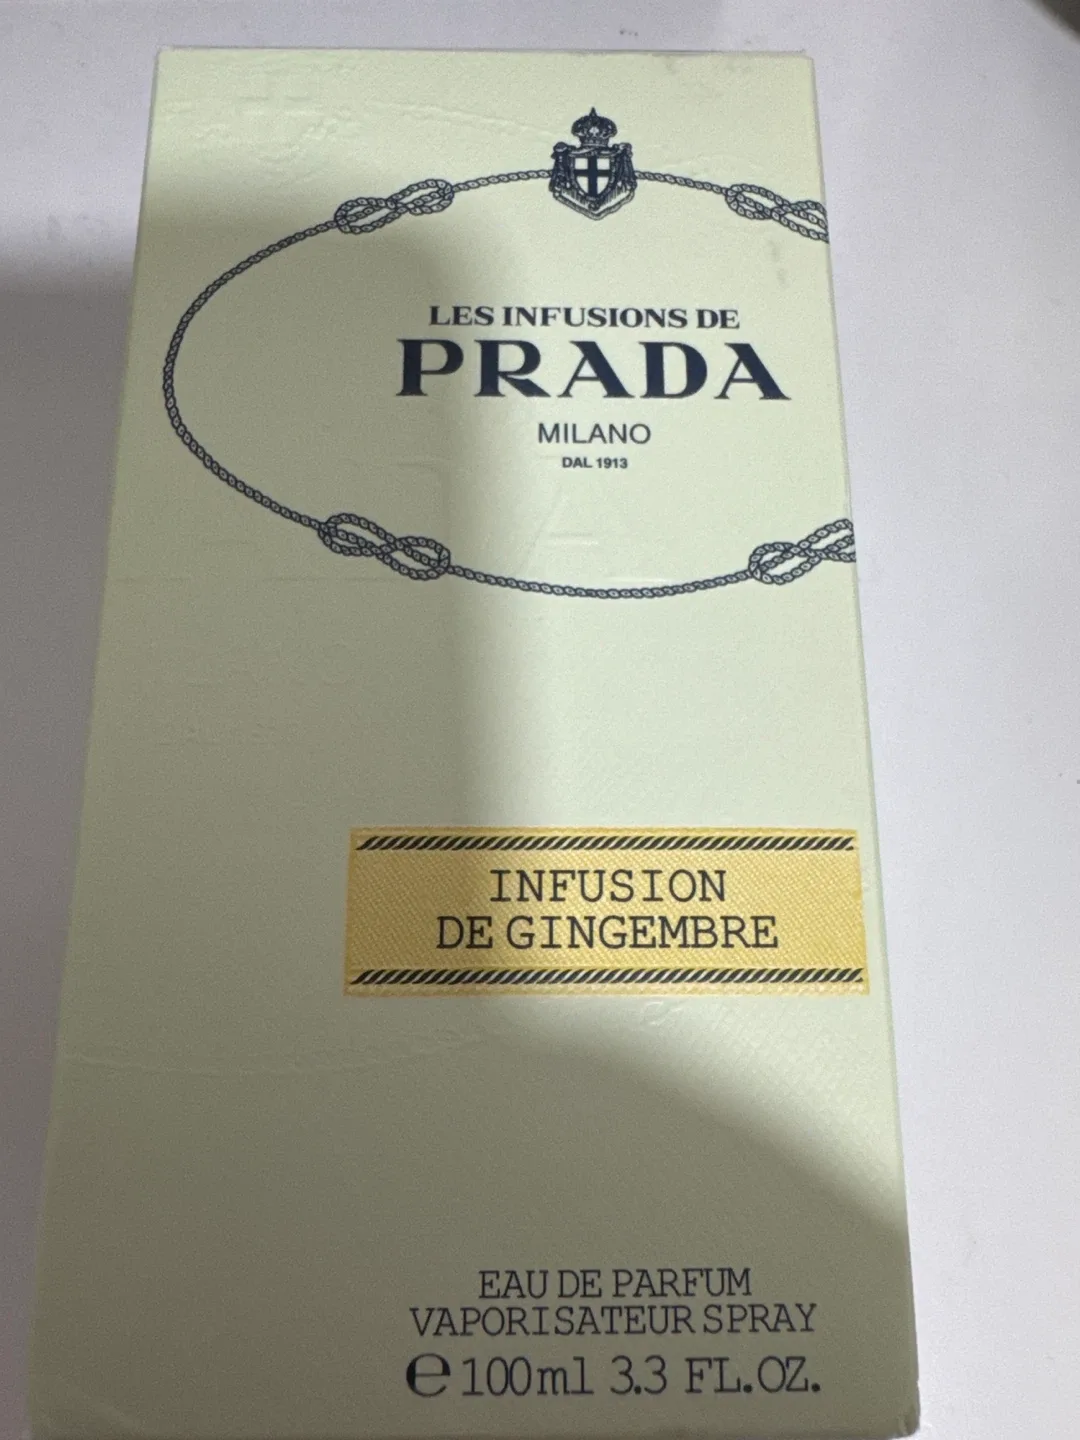 LES INFUSIONS DE
PRADA
MILANO
DAL 1913
INFUSION
DE GINGEMBRE
EAU DE PARFUM
VAPORISATEUR SPRAY
℮ 100ml 3.3 FL.OZ.